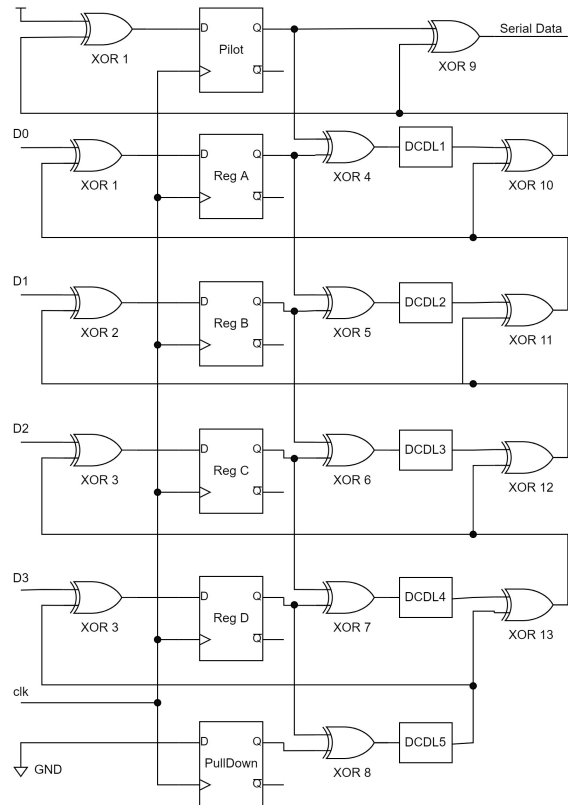 D Q
Pilot
Q
XOR 1
Serial Data
XOR 9
D0
D Q
Reg A
Q
XOR 1
XOR 4
DCDL1
XOR 10
D1
D Q
Reg B
Q
XOR 2
XOR 5
DCDL2
XOR 11
D2
D Q
Reg C
Q
XOR 3
XOR 6
DCDL3
XOR 12
D3
D Q
Reg D
Q
XOR 3
XOR 7
DCDL4
XOR 13
clk
D Q
PullDown
Q
GND
XOR 8
DCDL5